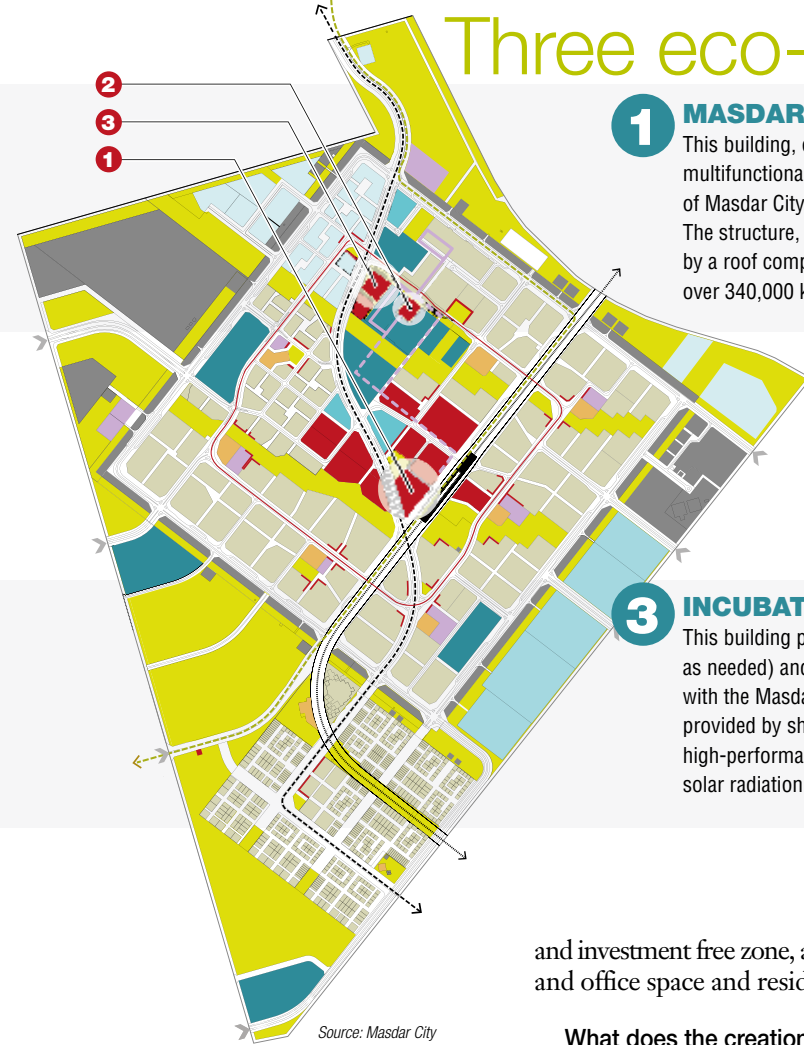 Three eco-
2
3
1
1
MASDAR
This building,
multifunctiona
of Masdar City
The structure,
by a roof comp
over 340,000 k
3
INCUBAT
This building p
as needed) and
with the Masda
provided by sh
high-performa
solar radiation
and investment free zone, a
and office space and resid
What does the creation
Source: Masdar City